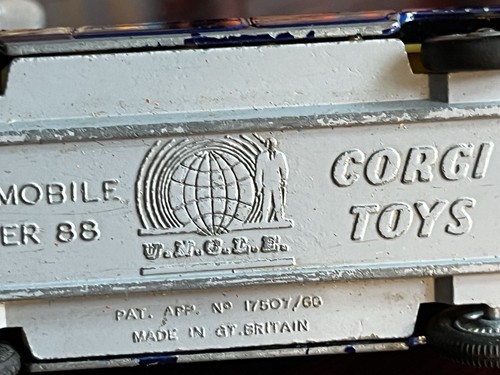 MOBILE
ER 88
U.N.C.L.E.
CORGI
TOYS
PAT. APP. Nº 17507/66
MADE IN GT. BRITAIN